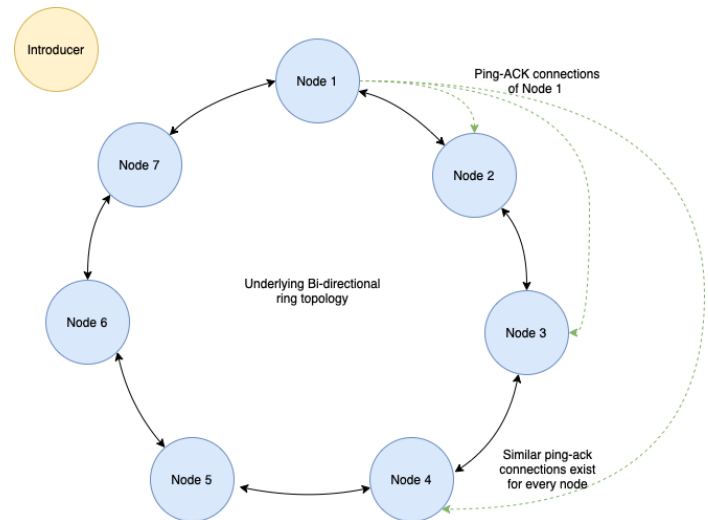 Introducer
Node 1
Ping-ACK connections
of Node 1
Node 7
Node 2
Underlying Bi-directional
ring topology
Node 6
Node 3
Similar ping-ack
connections exist
for every node
Node 5
Node 4